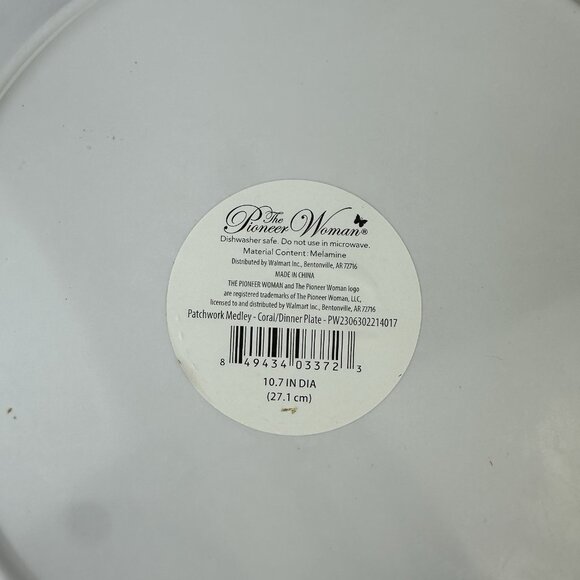 The
Pioneer Woman®
Dishwasher safe. Do not use in microwave.
Material Content: Melamine
Distributed by Walmart Inc., Bentonville, AR 72716
MADE IN CHINA
THE PIONEER WOMAN and The Pioneer Woman logo
are registered trademarks of The Pioneer Woman, LLC,
licensed to and distributed by Walmart Inc., Bentonville, AR 72716
Patchwork Medley - Coral/Dinner Plate - PW2306302214017
8 49434 03372 3
10.7 IN DIA
(27.1 cm)